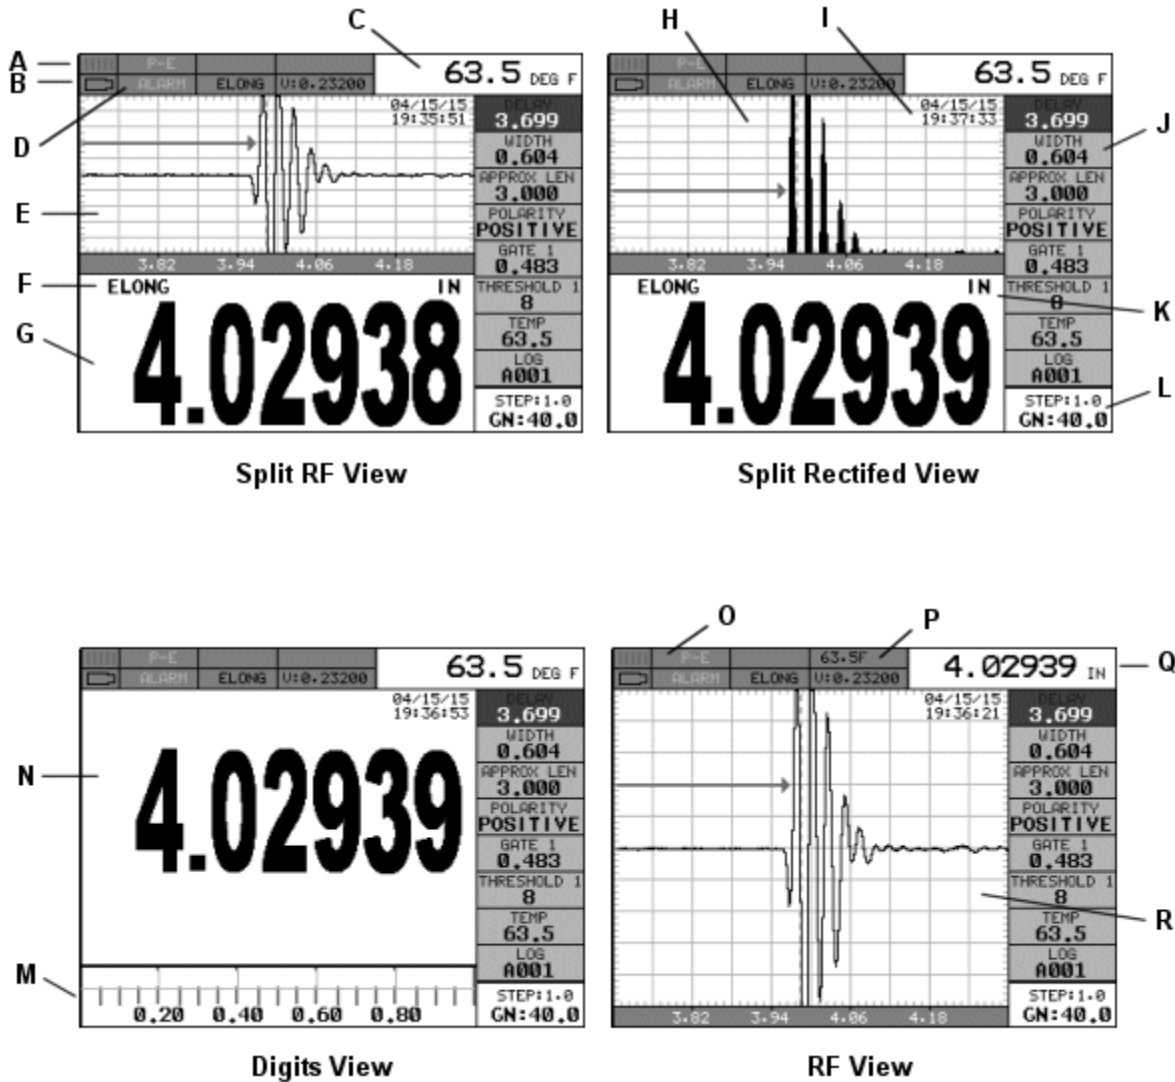 H I
C
A P-E 63.5 DEG F P-E 63.5 DEG F
B ALARM ELONG V:0.23200 ALARM ELONG V:0.23200
04/15/15 DELAY 04/15/15 DELAY
19:35:51 3.699 19:37:33 3.699
D WIDTH WIDTH J
0.604 0.604
APPROX LEN APPROX LEN
3.000 3.000
E POLARITY POLARITY
POSITIVE POSITIVE
GATE 1 GATE 1
3.82 3.94 4.06 4.18 0.483 3.82 3.94 4.06 4.18 0.483
F ELONG IN THRESHOLD 1 ELONG IN THRESHOLD 1
8 8 K
G 4.02938 TEMP 4.02939 TEMP
63.5 63.5
LOG LOG
A001 A001
STEP:1.0 STEP:1.0 L
GN:40.0 GN:40.0
Split RF View Split Rectifed View
O P
P-E 63.5 DEG F P-E 63.5F 4.02939 IN Q
ALARM ELONG V:0.23200 ALARM ELONG V:0.23200
04/15/15 DELAY 04/15/15 DELAY
19:36:53 3.699 19:36:21 3.699
WIDTH WIDTH
0.604 0.604
N 4.02939 APPROX LEN APPROX LEN
3.000 3.000
POLARITY POLARITY
POSITIVE POSITIVE
GATE 1 GATE 1
0.483 0.483
THRESHOLD 1 THRESHOLD 1
8 8 R
TEMP TEMP
63.5 63.5
LOG LOG
M A001 A001
STEP:1.0 STEP:1.0
0.20 0.40 0.60 0.80 GN:40.0 3.82 3.94 4.06 4.18 GN:40.0
Digits View RF View